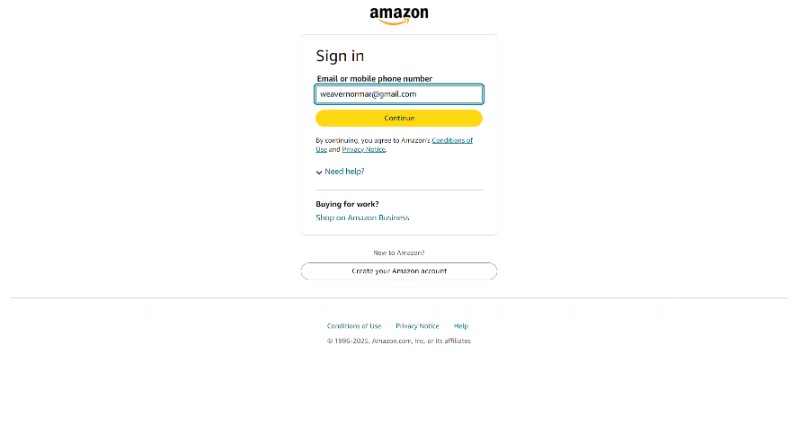 amazon
Sign in
Email or mobile phone number
weavernormar@gmail.com
Continue
By continuing, you agree to Amazon's Conditions of
Use and Privacy Notice.
Need help?
Buying for work?
Shop on Amazon Business
New to Amazon?
Create your Amazon account
Conditions of Use Privacy Notice Help
© 1996-2025, Amazon.com, Inc. or its affiliates